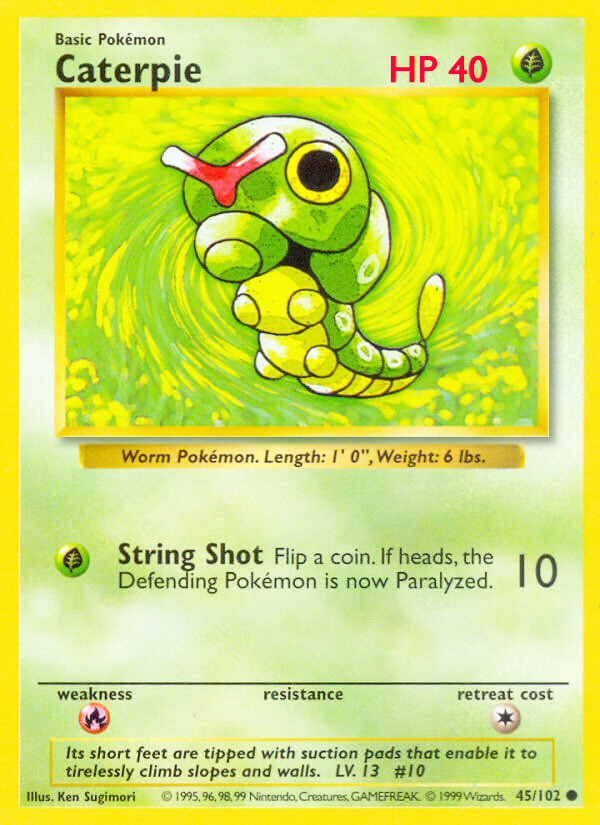 Basic Pokémon
Caterpie
HP 40
Worm Pokémon. Length: 1' 0", Weight: 6 lbs.
String Shot Flip a coin. If heads, the
Defending Pokémon is now Paralyzed.
10
weakness resistance retreat cost
Its short feet are tipped with suction pads that enable it to
tirelessly climb slopes and walls. LV. 13 #10
Illus. Ken Sugimori © 1995, 96, 98, 99 Nintendo, Creatures, GAMEFREAK. © 1999 Wizards. 45/102